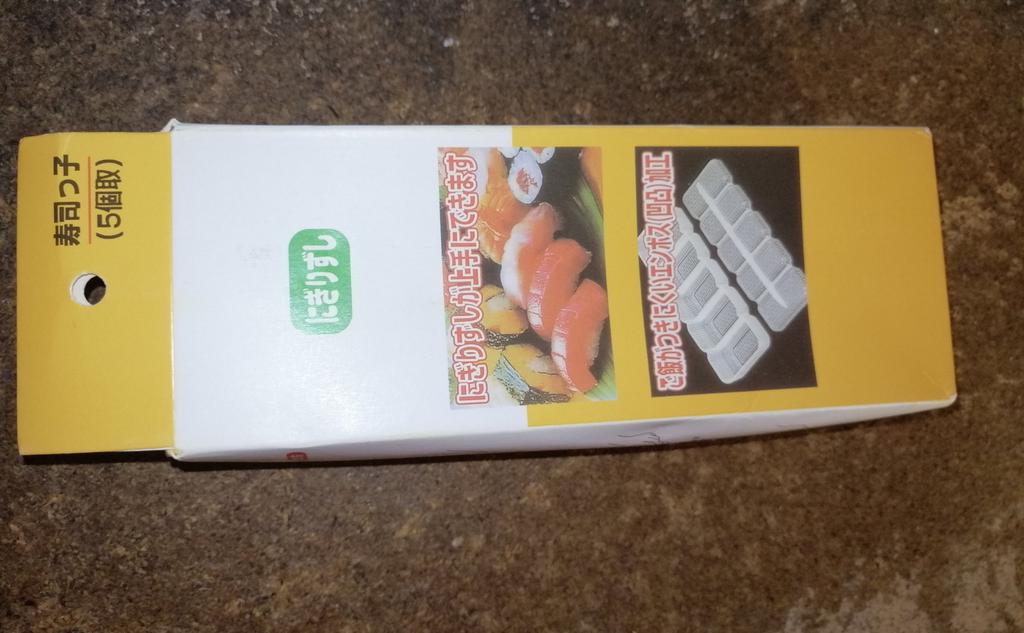 寿司っ子
(5個取)
にぎりずし
にぎりずしが上手にできます
ご飯がつきにくいエンボス(凹凸)加工